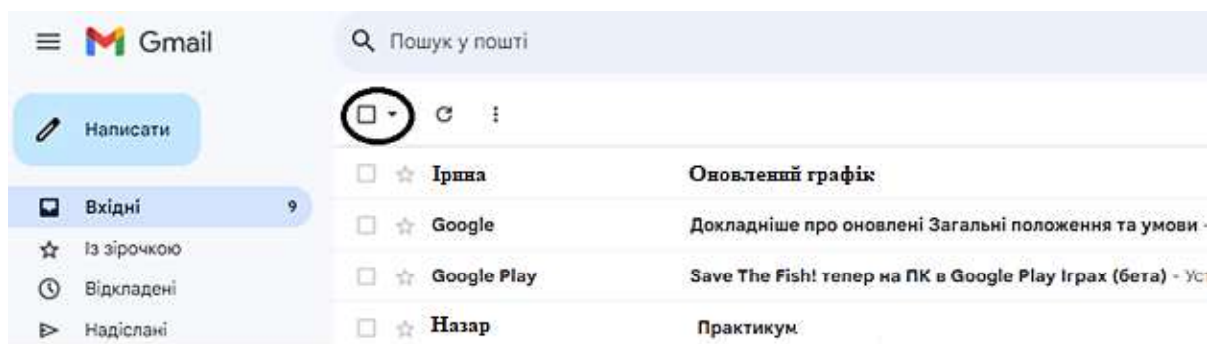 Gmail
Пошук у пошті
Написати
Вхідні 9
Із зірочкою
Відкладені
Надіслані
Ірина Оновлений графік
Google Докладніше про оновлені Загальні положення та умови -
Google Play Save The Fish! тепер на ПК в Google Play Іграх (бета) - Уст
Назар Практикум